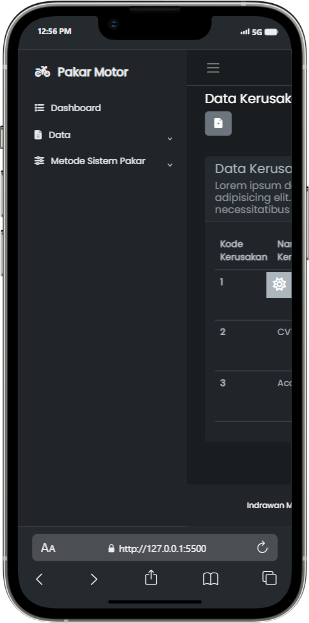 12:56 PM
5G
Pakar Motor
Dashboard
Data
Metode Sistem Pakar
Data Kerusak
Data Kerusa
Lorem ipsum d
adipisicing elit.
necessitatibus
Kode
Kerusakan
Na
Ker
1
2
CV
3
Acc
Indrawan M
AA
http://127.0.0.1:5500